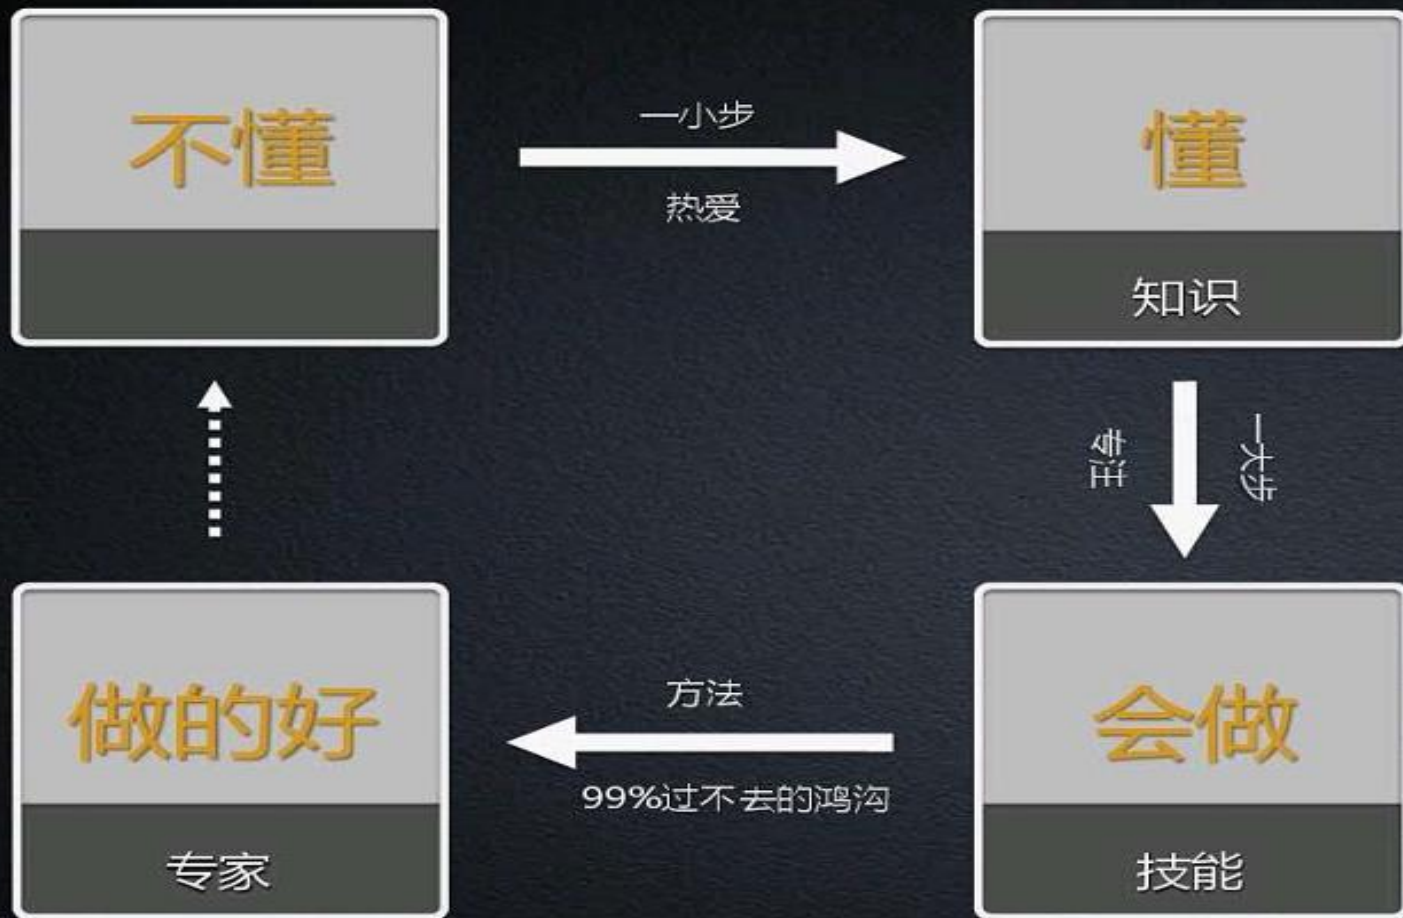 不懂
一小步
热爱
懂
知识
专注
一大步
做的好
专家
方法
99%过不去的鸿沟
会做
技能